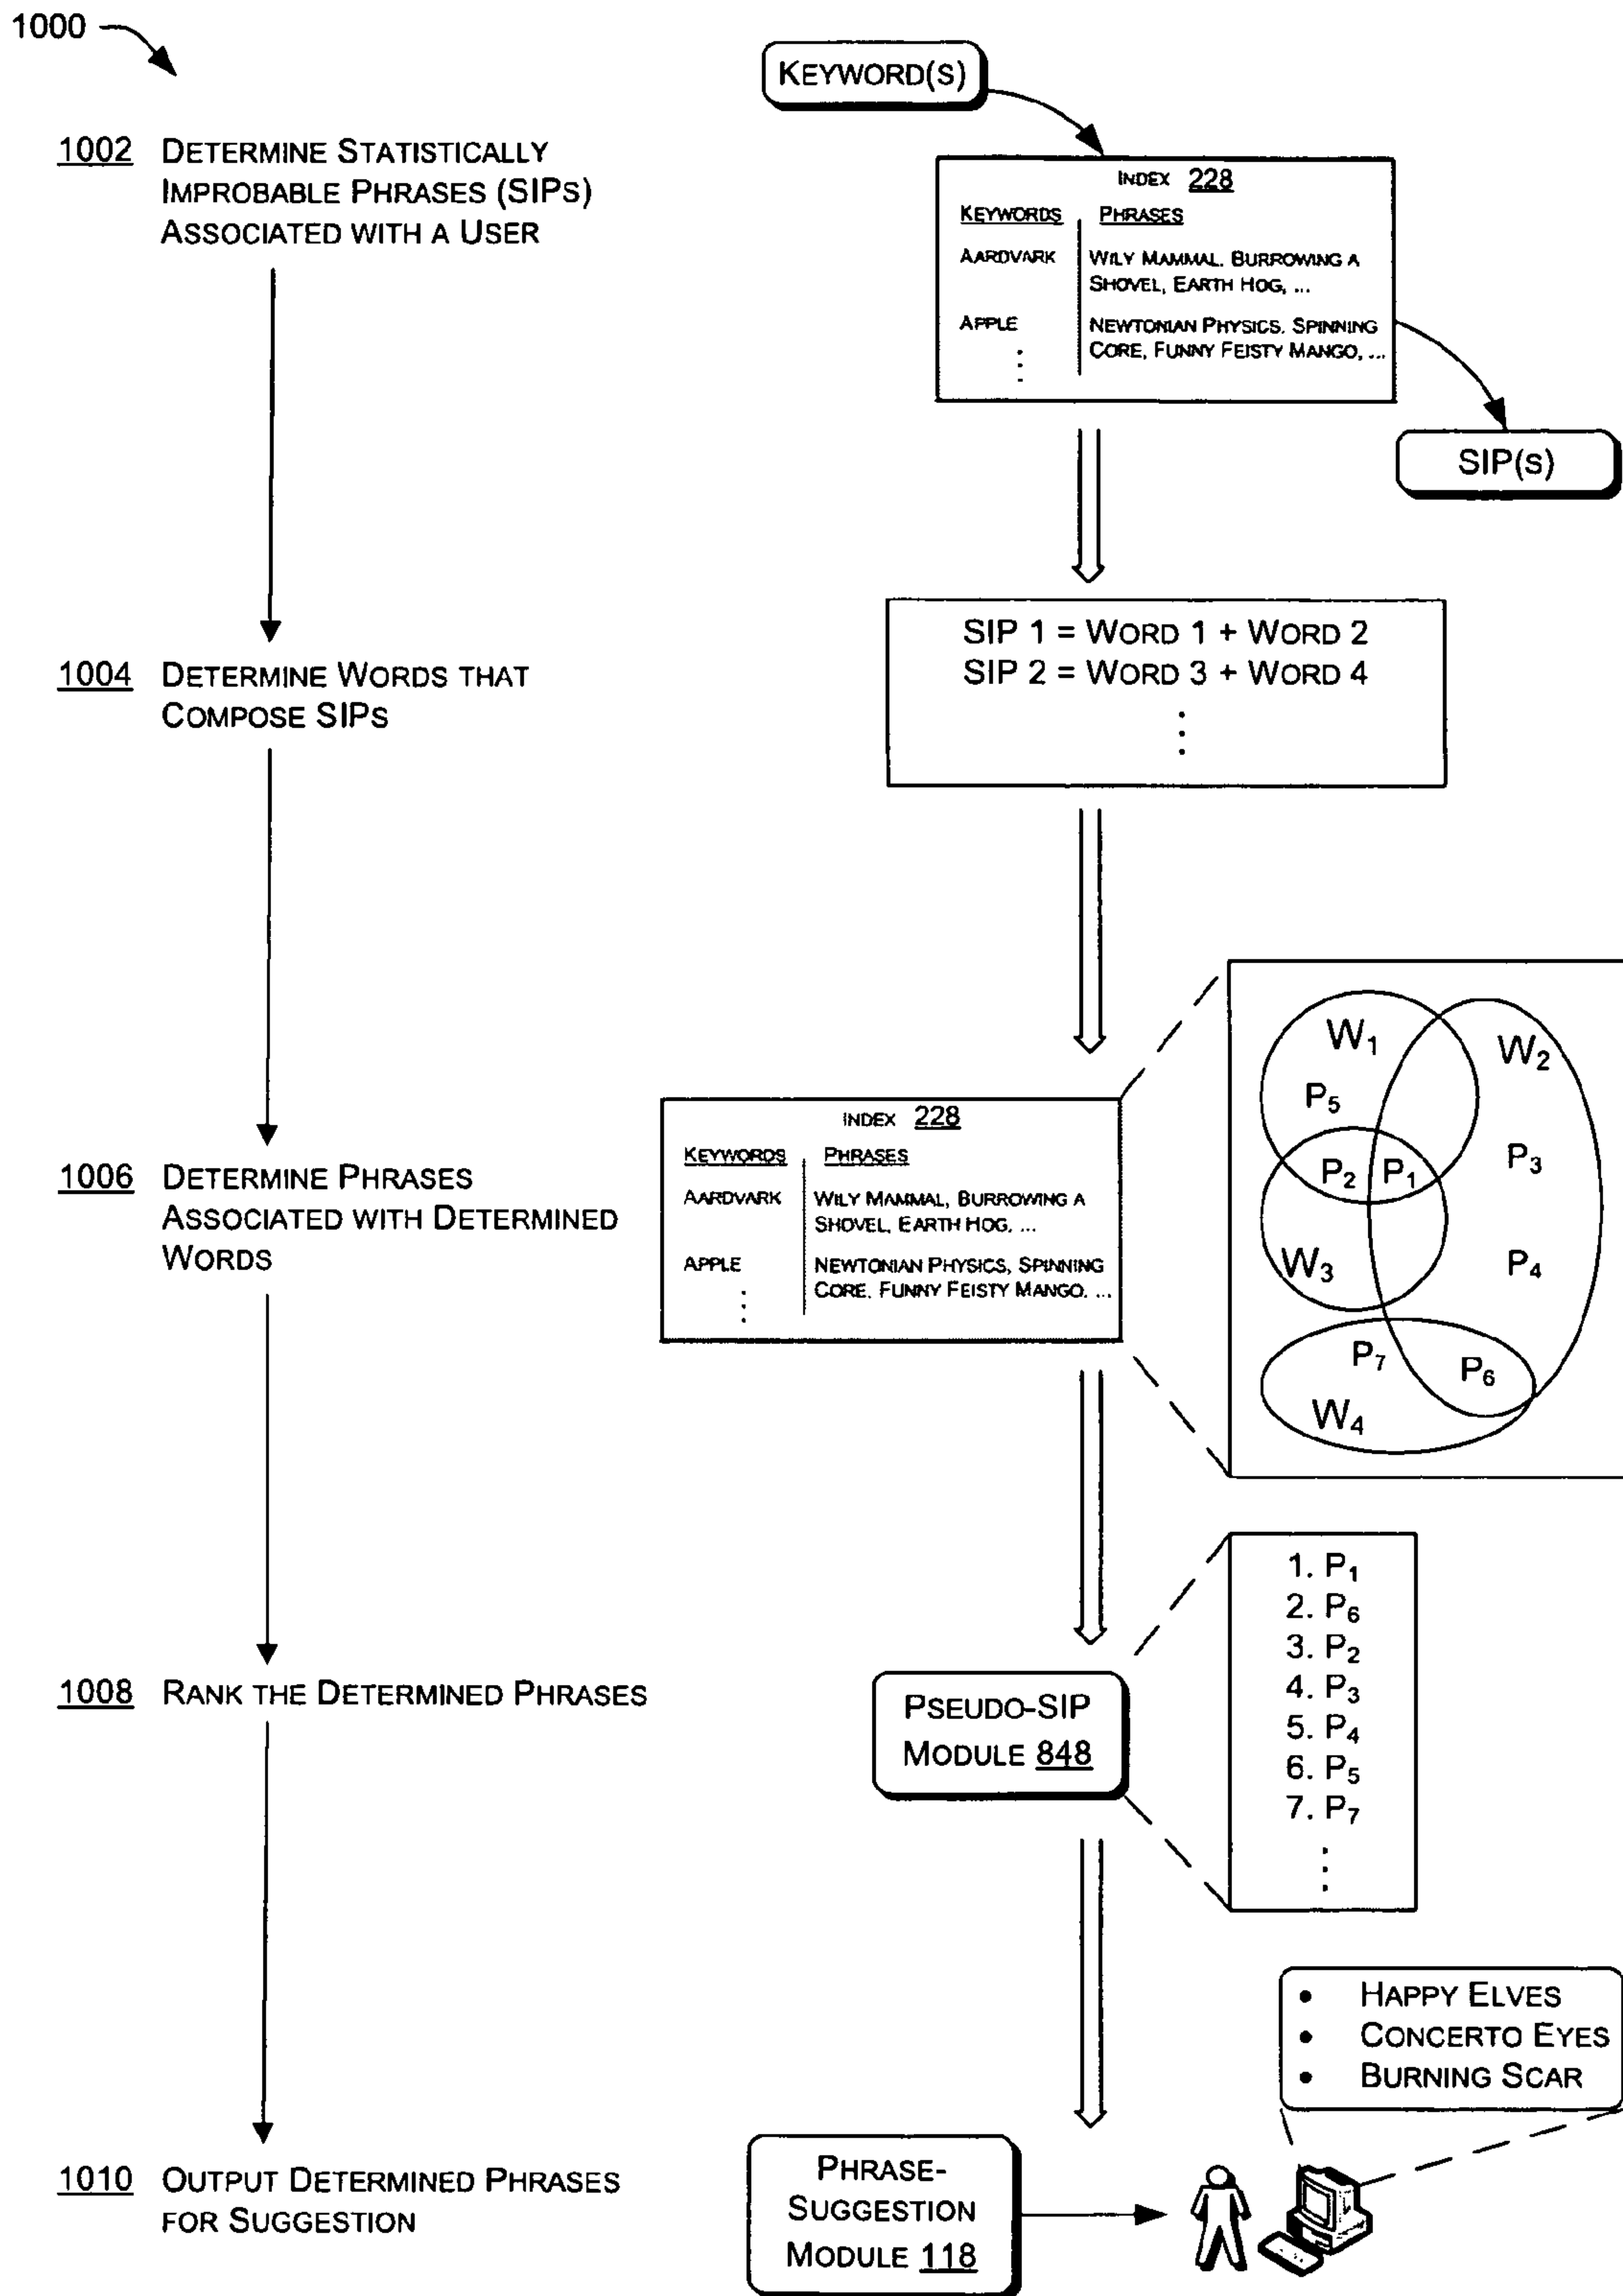 1000
KEYWORD(S)
1002 DETERMINE STATISTICALLY
IMPROBABLE PHRASES (SIPS)
ASSOCIATED WITH A USER
INDEX 228
KEYWORDS PHRASES
AARDVARK WILY MAMMAL. BURROWING A
SHOVEL, EARTH HOG, ...
APPLE NEWTONIAN PHYSICS. SPINNING
CORE, FUNNY FEISTY MANGO, ...
SIP(S)
SIP 1 = WORD 1 + WORD 2
SIP 2 = WORD 3 + WORD 4
1004 DETERMINE WORDS THAT
COMPOSE SIPS
W1
W2
P5
P3
P2 P1
W3
P4
P7
P6
W4
INDEX 228
KEYWORDS PHRASES
AARDVARK WILY MAMMAL, BURROWING A
SHOVEL, EARTH HOG. ...
APPLE NEWTONIAN PHYSICS, SPINNING
CORE. FUNNY FEISTY MANGO. ...
1006 DETERMINE PHRASES
ASSOCIATED WITH DETERMINED
WORDS
1. P1
2. P6
3. P2
4. P3
5. P4
6. P5
7. P7
1008 RANK THE DETERMINED PHRASES
PSEUDO-SIP
MODULE 848
• HAPPY ELVES
• CONCERTO EYES
• BURNING SCAR
1010 OUTPUT DETERMINED PHRASES
FOR SUGGESTION
PHRASE-
SUGGESTION
MODULE 118